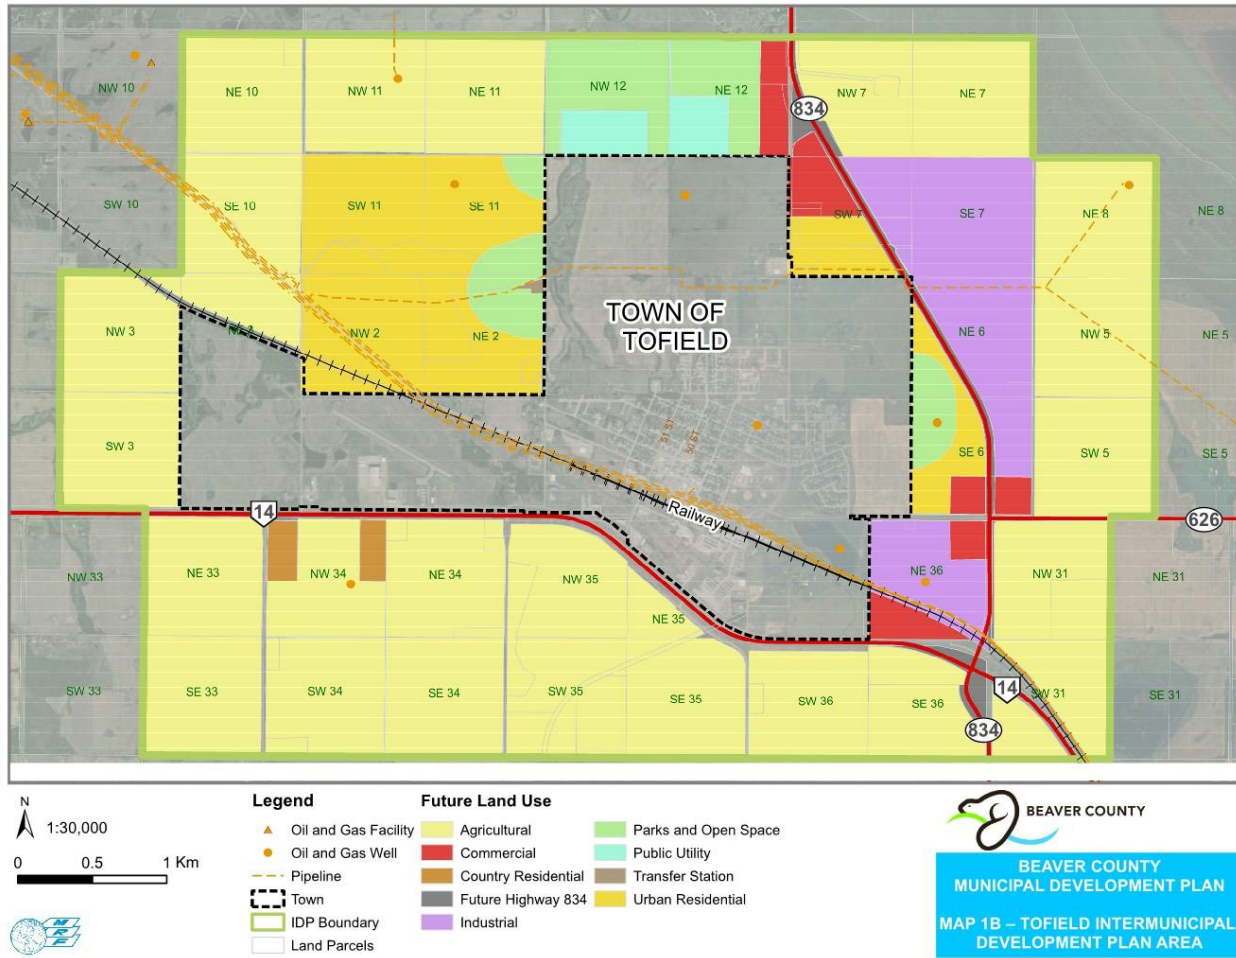 834
NW 10
NE 10
NW 11
NE 11
NW 12
NE 12
NW 7
NE 7
SW 10
SE 10
SW 11
SE 11
SW 7
SE 7
NE 8
NE 8
TOWN OF
TOFIELD
NW 3
NW 2
NE 2
NE 6
NW 5
NE 5
SW 3
51 ST
50 ST
SE 6
SW 5
SE 5
14
Railway
626
NW 33
NE 33
NW 34
NE 34
NW 35
NE 35
NE 36
NW 31
NE 31
SW 33
SE 33
SW 34
SE 34
SW 35
SE 35
SW 36
SE 36
14
SW 31
SE 31
834
N
1:30,000
0 0.5 1 Km
MRF
Legend
Oil and Gas Facility
Oil and Gas Well
Pipeline
Town
IDP Boundary
Land Parcels
Future Land Use
Agricultural
Commercial
Country Residential
Future Highway 834
Industrial
Parks and Open Space
Public Utility
Transfer Station
Urban Residential
BEAVER COUNTY
BEAVER COUNTY
MUNICIPAL DEVELOPMENT PLAN
MAP 1B – TOFIELD INTERMUNICIPAL
DEVELOPMENT PLAN AREA